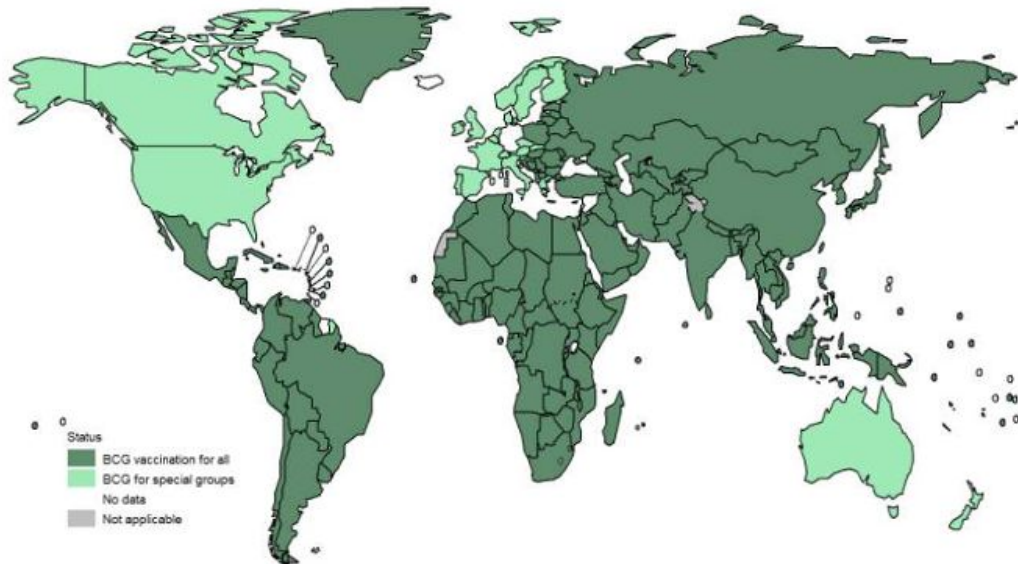 Status
BCG vaccination for all
BCG for special groups
No data
Not applicable